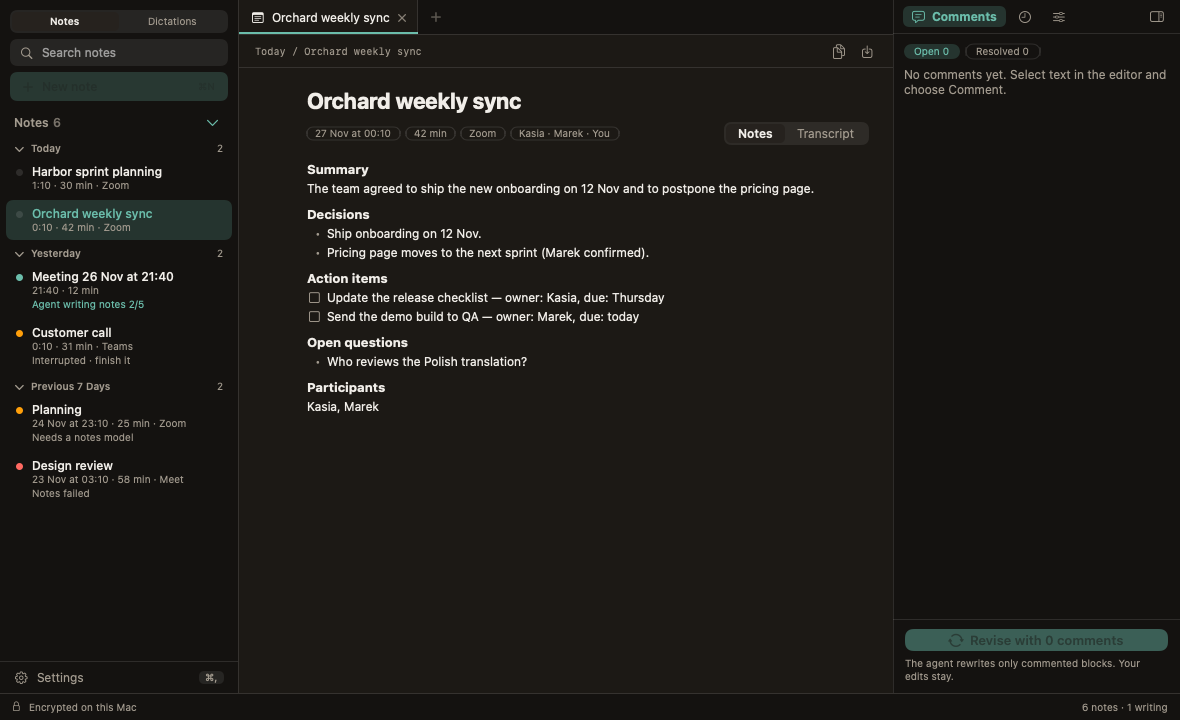 Notes
Dictations
Search notes
New note ⌘N
Notes 6
Today 2
Harbor sprint planning
1:10 · 30 min · Zoom
Orchard weekly sync
0:10 · 42 min · Zoom
Yesterday 2
Meeting 26 Nov at 21:40
21:40 · 12 min
Agent writing notes 2/5
Customer call
0:10 · 31 min · Teams
Interrupted · finish it
Previous 7 Days 2
Planning
24 Nov at 23:10 · 25 min · Zoom
Needs a notes model
Design review
23 Nov at 03:10 · 58 min · Meet
Notes failed
Settings ⌘,
Encrypted on this Mac
Orchard weekly sync
Today / Orchard weekly sync
Orchard weekly sync
27 Nov at 00:10
42 min
Zoom
Kasia · Marek · You
Notes
Transcript
Summary
The team agreed to ship the new onboarding on 12 Nov and to postpone the pricing page.
Decisions
• Ship onboarding on 12 Nov.
• Pricing page moves to the next sprint (Marek confirmed).
Action items
Update the release checklist — owner: Kasia, due: Thursday
Send the demo build to QA — owner: Marek, due: today
Open questions
• Who reviews the Polish translation?
Participants
Kasia, Marek
Comments
Open 0
Resolved 0
No comments yet. Select text in the editor and
choose Comment.
Revise with 0 comments
The agent rewrites only commented blocks. Your
edits stay.
6 notes · 1 writing